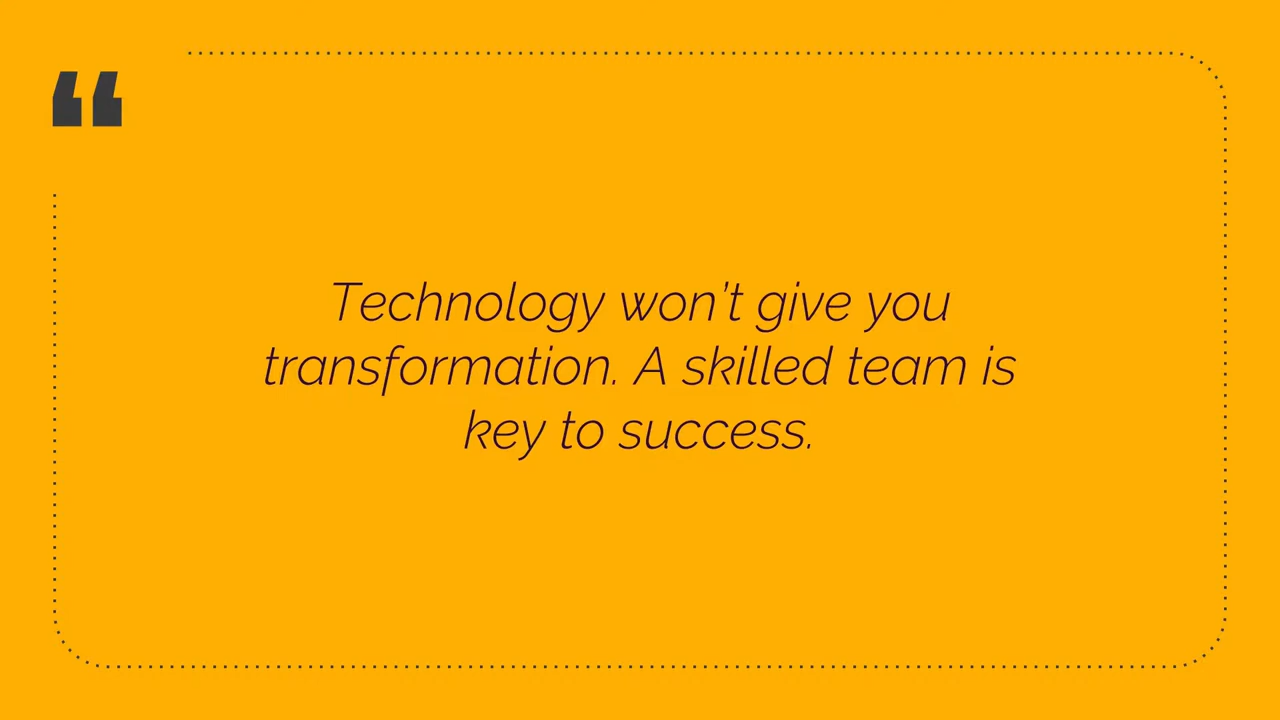 “
Technology won’t give you
transformation. A skilled team is
key to success.